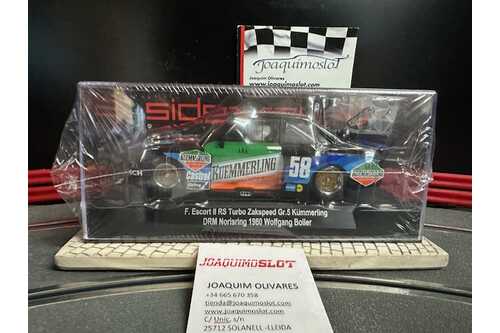 Joaquimoslot
Joaquim Olivares
www.joaquimoslot.com
KUEMMERLING
CH
Castrol
KUEMMERLING
58
F. Escort II RS Turbo Zakspeed Gr.5 Kümmerling
DRM Norisring 1980 Wolfgang Boller
JOAQUIMOSLOT
JOAQUIM OLIVARES
+34 665 670 358
tienda@joaquimoslot.com
www.joaquimoslot.com
C/ Unic, s/n
25712 SOLANELL -LLEIDA